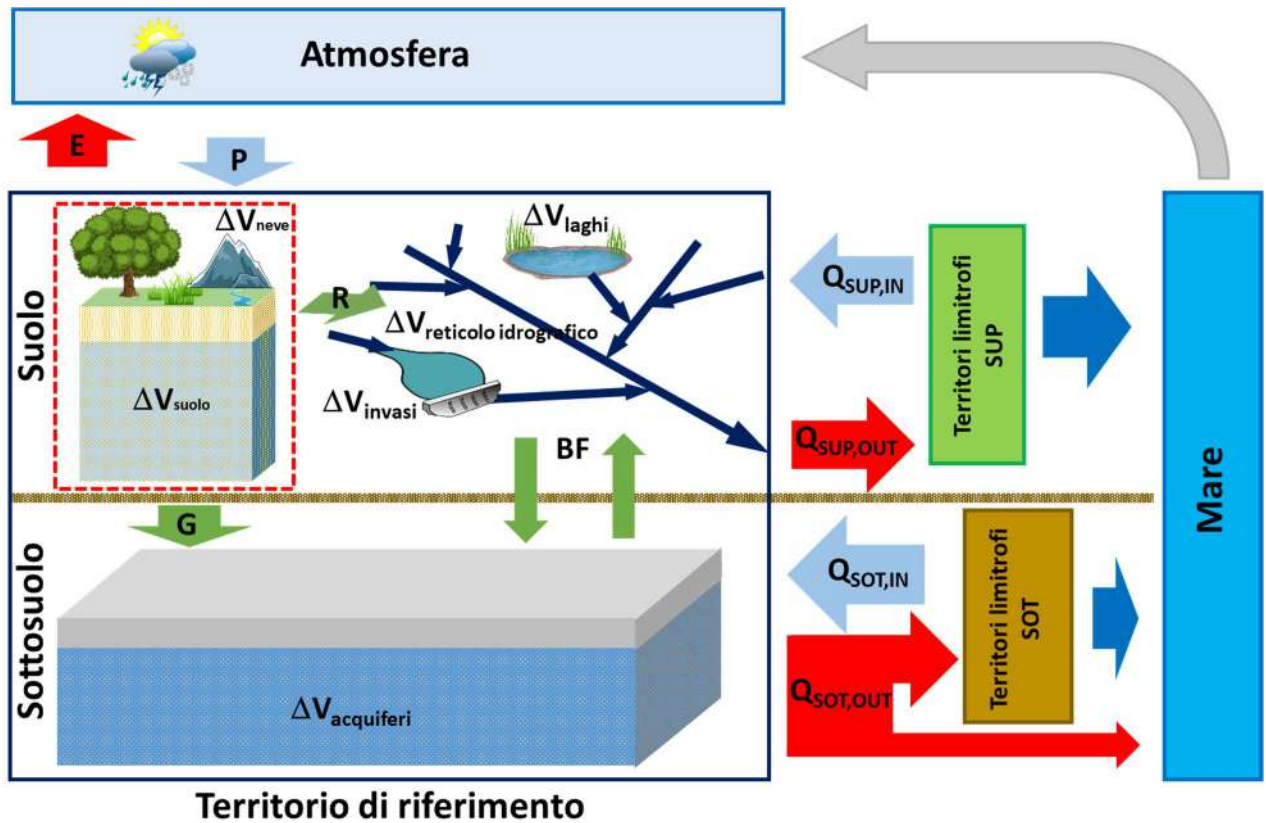 Atmosfera
E
P
ΔVneve
ΔVlaghi
QSUP,IN
Territori limitrofi
SUP
Suolo
R
ΔVreticolo idrografico
ΔVsuolo
ΔVinvasi
QSUP,OUT
BF
Mare
G
Sottosuolo
QSOT,IN
Territori limitrofi
SOT
QSOT,OUT
ΔVacquiferi
Territorio di riferimento